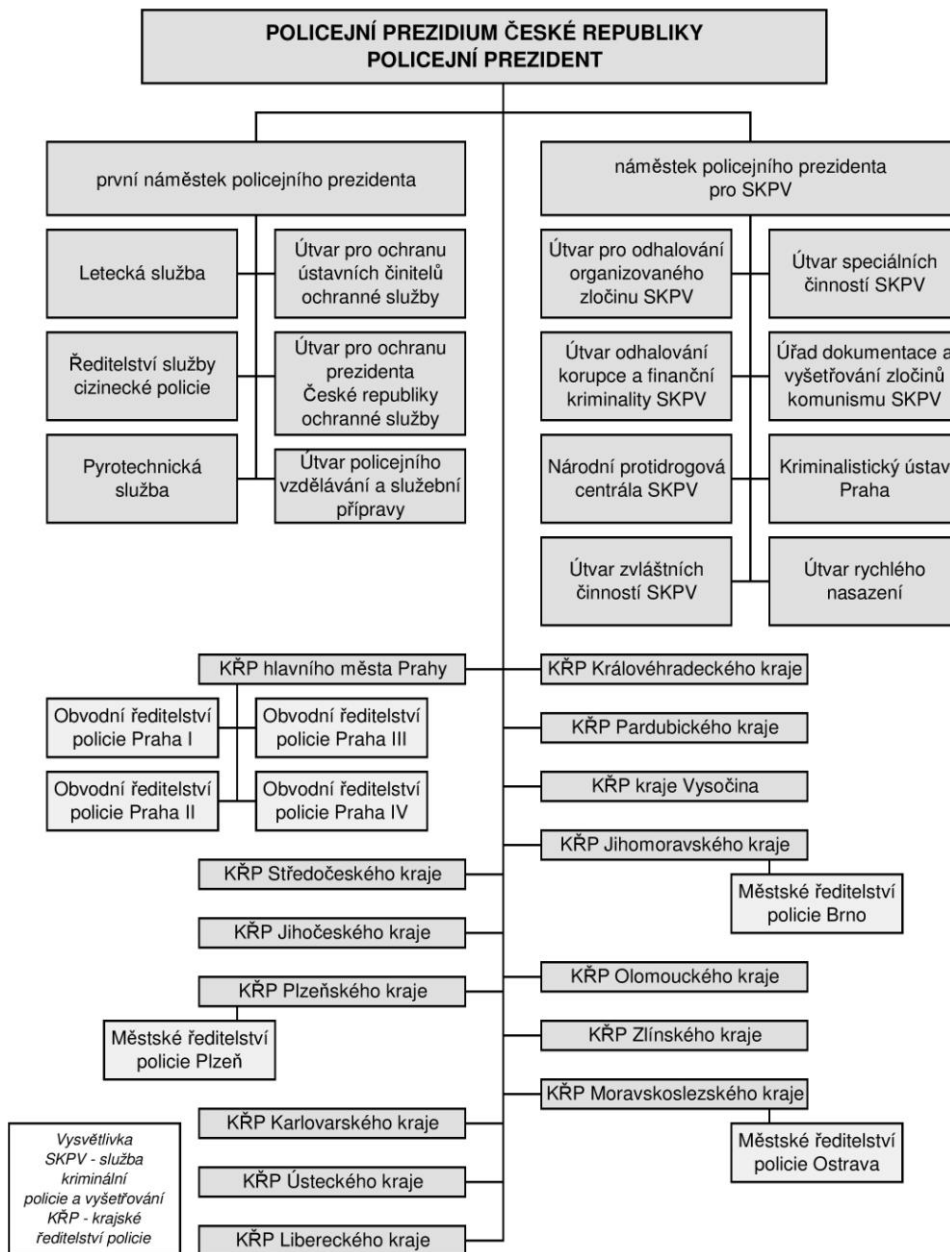 POLICEJNÍ PREZIDIUM ČESKÉ REPUBLIKY
POLICEJNÍ PREZIDENT
první náměstek policejního prezidenta
náměstek policejního prezidenta
pro SKPV
Letecká služba
Útvar pro ochranu
ústavních činitelů
ochranné služby
Útvar pro odhalování
organizovaného
zločinu SKPV
Útvar speciálních
činností SKPV
Ředitelství služby
cizinecké policie
Útvar pro ochranu
prezidenta
České republiky
ochranné služby
Útvar odhalování
korupce a finanční
kriminality SKPV
Úřad dokumentace a
vyšetřování zločinů
komunismu SKPV
Pyrotechnická
služba
Útvar policejního
vzdělávání a služební
přípravy
Národní protidrogová
centrála SKPV
Kriminalistický ústav
Praha
Útvar zvláštních
činností SKPV
Útvar rychlého
nasazení
KŘP hlavního města Prahy
Obvodní ředitelství
policie Praha I
Obvodní ředitelství
policie Praha III
Obvodní ředitelství
policie Praha II
Obvodní ředitelství
policie Praha IV
KŘP Středočeského kraje
KŘP Jihočeského kraje
KŘP Plzeňského kraje
Městské ředitelství
policie Plzeň
KŘP Karlovarského kraje
KŘP Ústeckého kraje
KŘP Libereckého kraje
KŘP Královéhradeckého kraje
KŘP Pardubického kraje
KŘP kraje Vysočina
KŘP Jihomoravského kraje
Městské ředitelství
policie Brno
KŘP Olomouckého kraje
KŘP Zlínského kraje
KŘP Moravskoslezského kraje
Městské ředitelství
policie Ostrava
Vysvětlivka
SKPV - služba
kriminální
policie a vyšetřování
KŘP - krajské
ředitelství policie